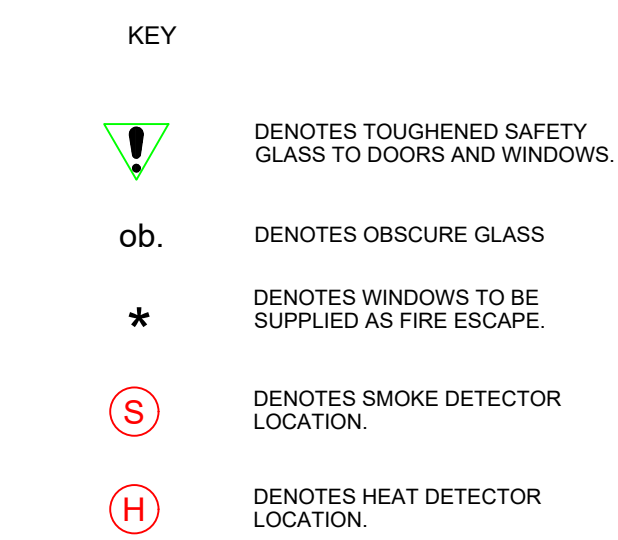 KEY
! DENOTES TOUGHENED SAFETY
GLASS TO DOORS AND WINDOWS.
ob. DENOTES OBSCURE GLASS
* DENOTES WINDOWS TO BE
SUPPLIED AS FIRE ESCAPE.
S DENOTES SMOKE DETECTOR
LOCATION.
H DENOTES HEAT DETECTOR
LOCATION.